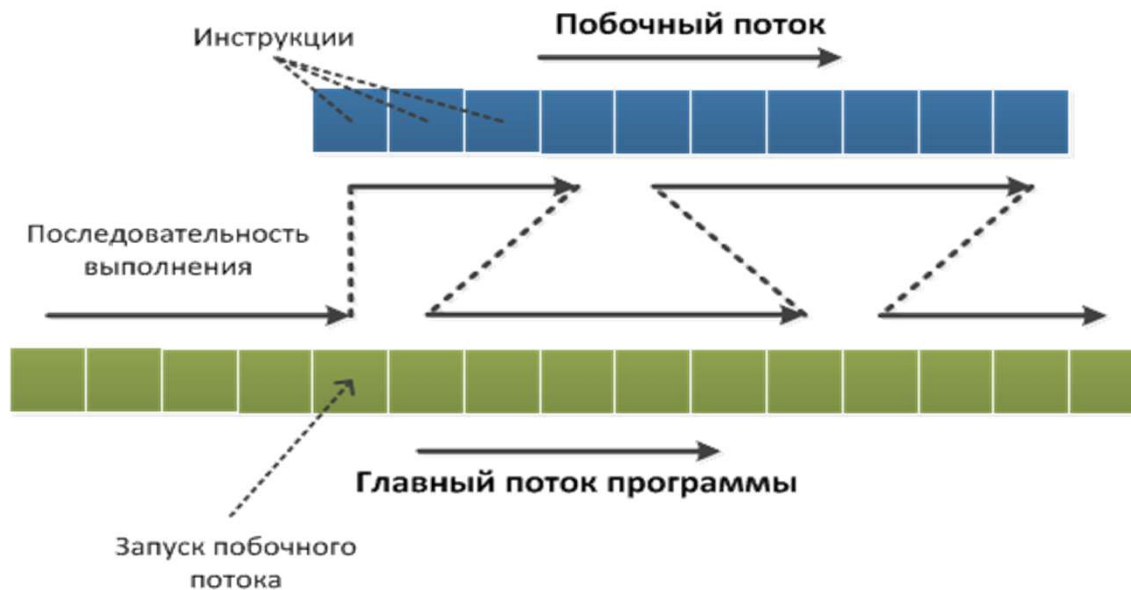 Побочный поток
Инструкции
Последовательность
выполнения
Главный поток программы
Запуск побочного
потока